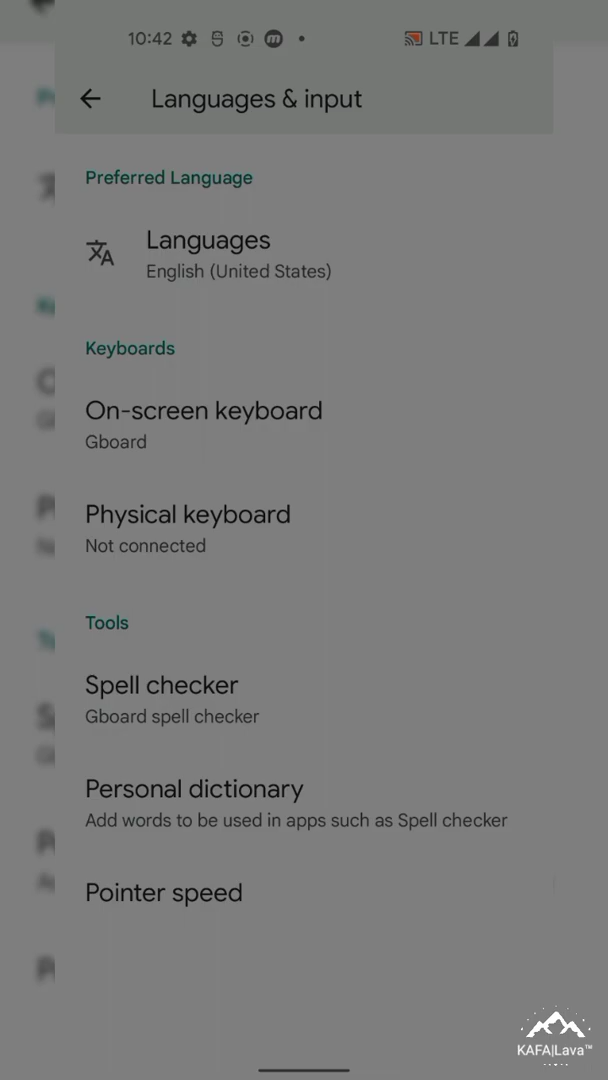 10:42
LTE
Languages & input
Preferred Language
Languages
English (United States)
Keyboards
On-screen keyboard
Gboard
Physical keyboard
Not connected
Tools
Spell checker
Gboard spell checker
Personal dictionary
Add words to be used in apps such as Spell checker
Pointer speed
KAFA|Lava™